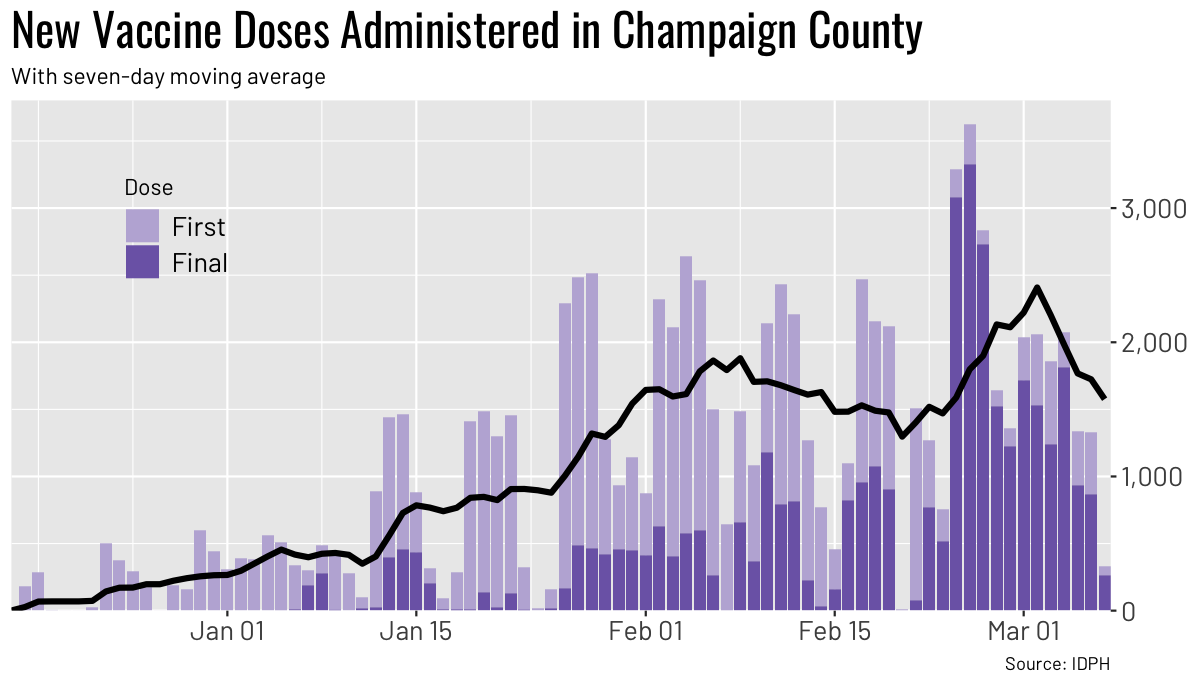 New Vaccine Doses Administered in Champaign County
With seven-day moving average
Dose
First
Final
3,000
2,000
1,000
0
Jan 01 Jan 15 Feb 01 Feb 15 Mar 01
Source: IDPH